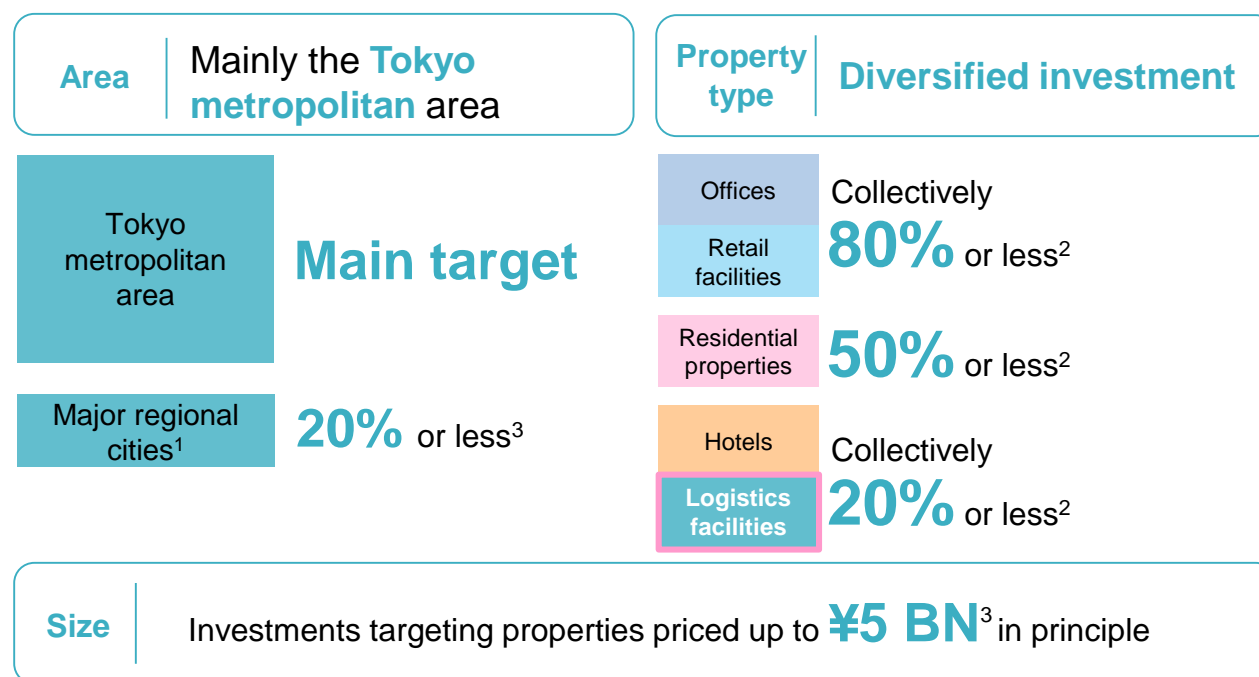 Area
Mainly the Tokyo
metropolitan area
Property
type
Diversified investment
Tokyo
metropolitan
area
Main target
Major regional
cities¹
20% or less³
Offices
Retail
facilities
Collectively
80% or less²
Residential
properties
50% or less²
Hotels
Logistics
facilities
Collectively
20% or less²
Size
Investments targeting properties priced up to ¥5 BN³ in principle